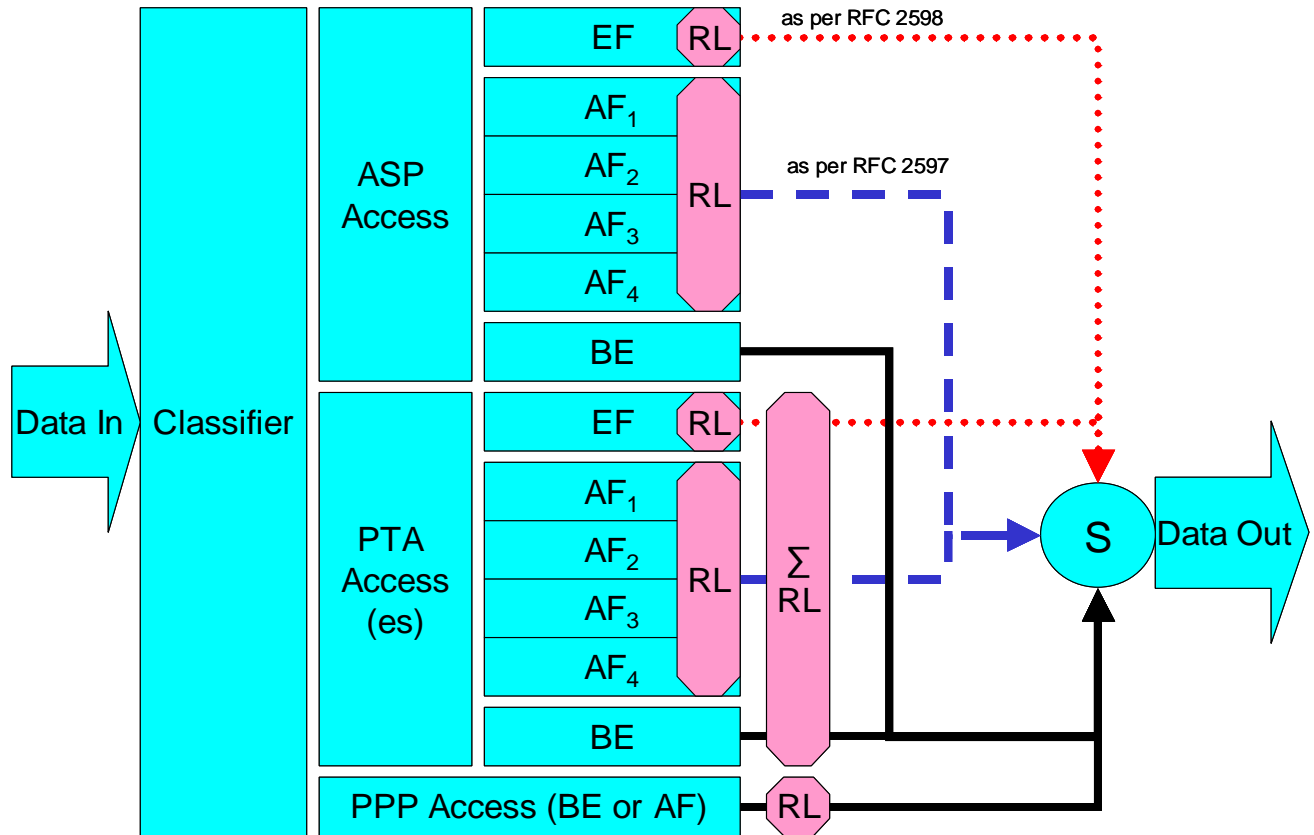 as per RFC 2598
EF
RL
AF1
AF2
AF3
AF4
RL
as per RFC 2597
ASP
Access
BE
Data In
Classifier
EF
RL
AF1
AF2
AF3
AF4
RL
PTA
Access
(es)
Σ
RL
S
Data Out
BE
PPP Access (BE or AF)
RL